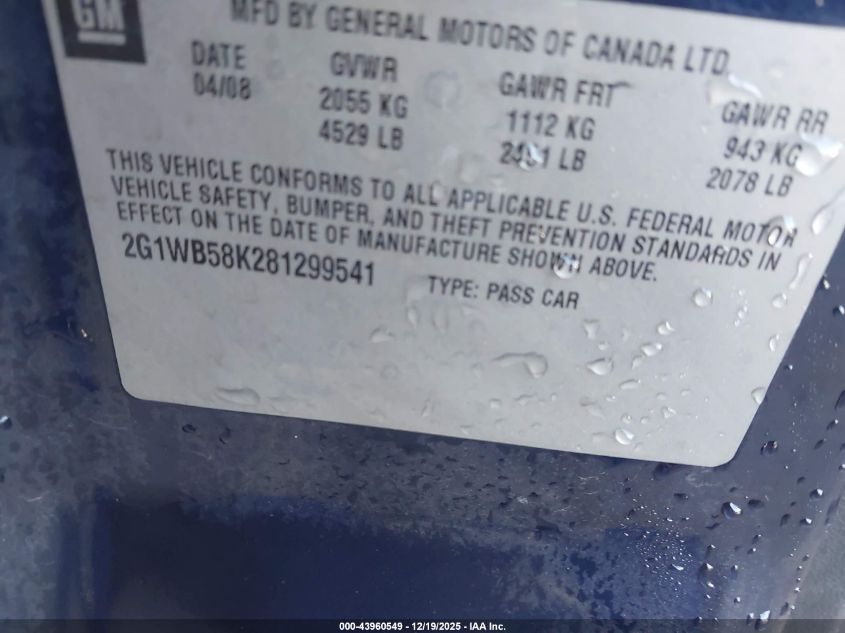 GM
MFD BY GENERAL MOTORS OF CANADA LTD
DATE GVWR GAWR FRT GAWR RR
04/08 2055 KG 1112 KG 943 KG
4529 LB 2451 LB 2078 LB
THIS VEHICLE CONFORMS TO ALL APPLICABLE U.S. FEDERAL MOTOR
VEHICLE SAFETY, BUMPER, AND THEFT PREVENTION STANDARDS IN
EFFECT ON THE DATE OF MANUFACTURE SHOWN ABOVE.
2G1WB58K281299541 TYPE: PASS CAR
000-43960549 - 12/19/2025 - IAA Inc.